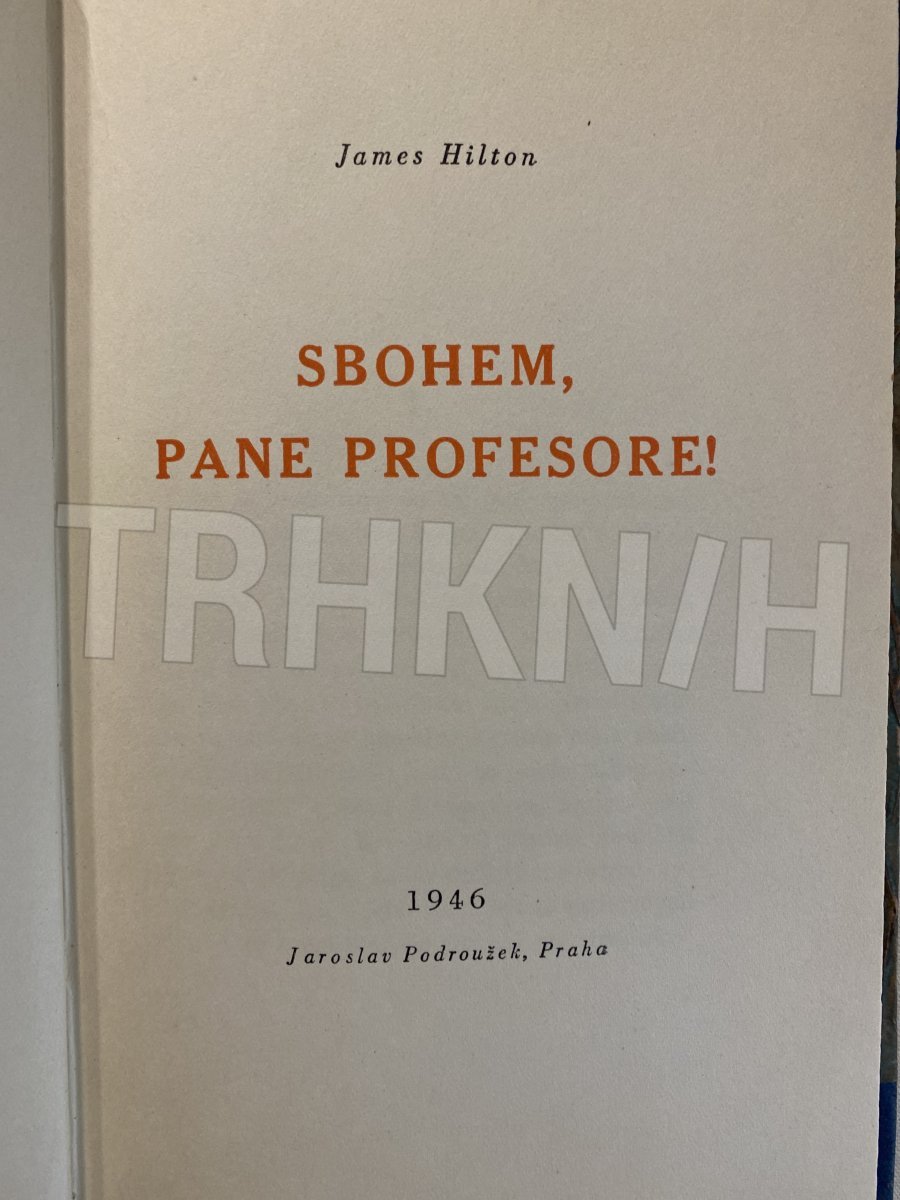 James Hilton
SBOHEM,
PANE PROFESORE!
TRHKNIH
1946
Jaroslav Podroužek, Praha